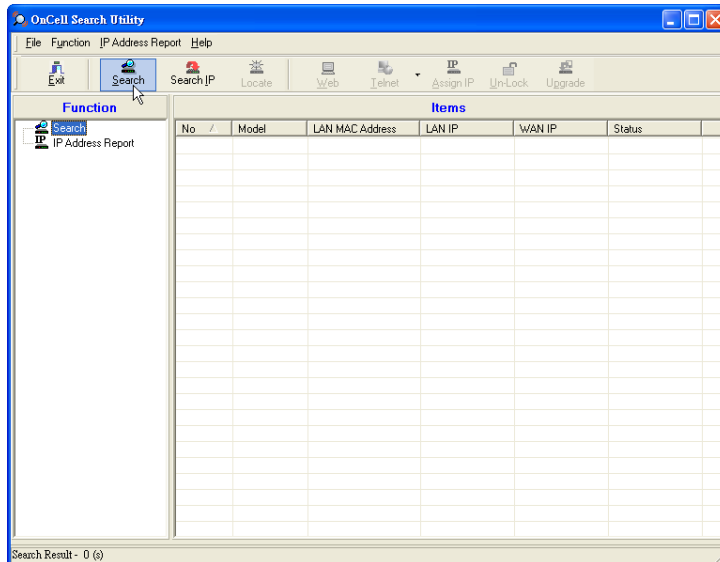 OnCell Search Utility
File Function IP Address Report Help
Exit Search Search IP Locate Web Telnet IP Assign IP Un-Lock Upgrade
Function Items
Search
IP IP Address Report
No Model LAN MAC Address LAN IP WAN IP Status
Search Result - 0 (s)